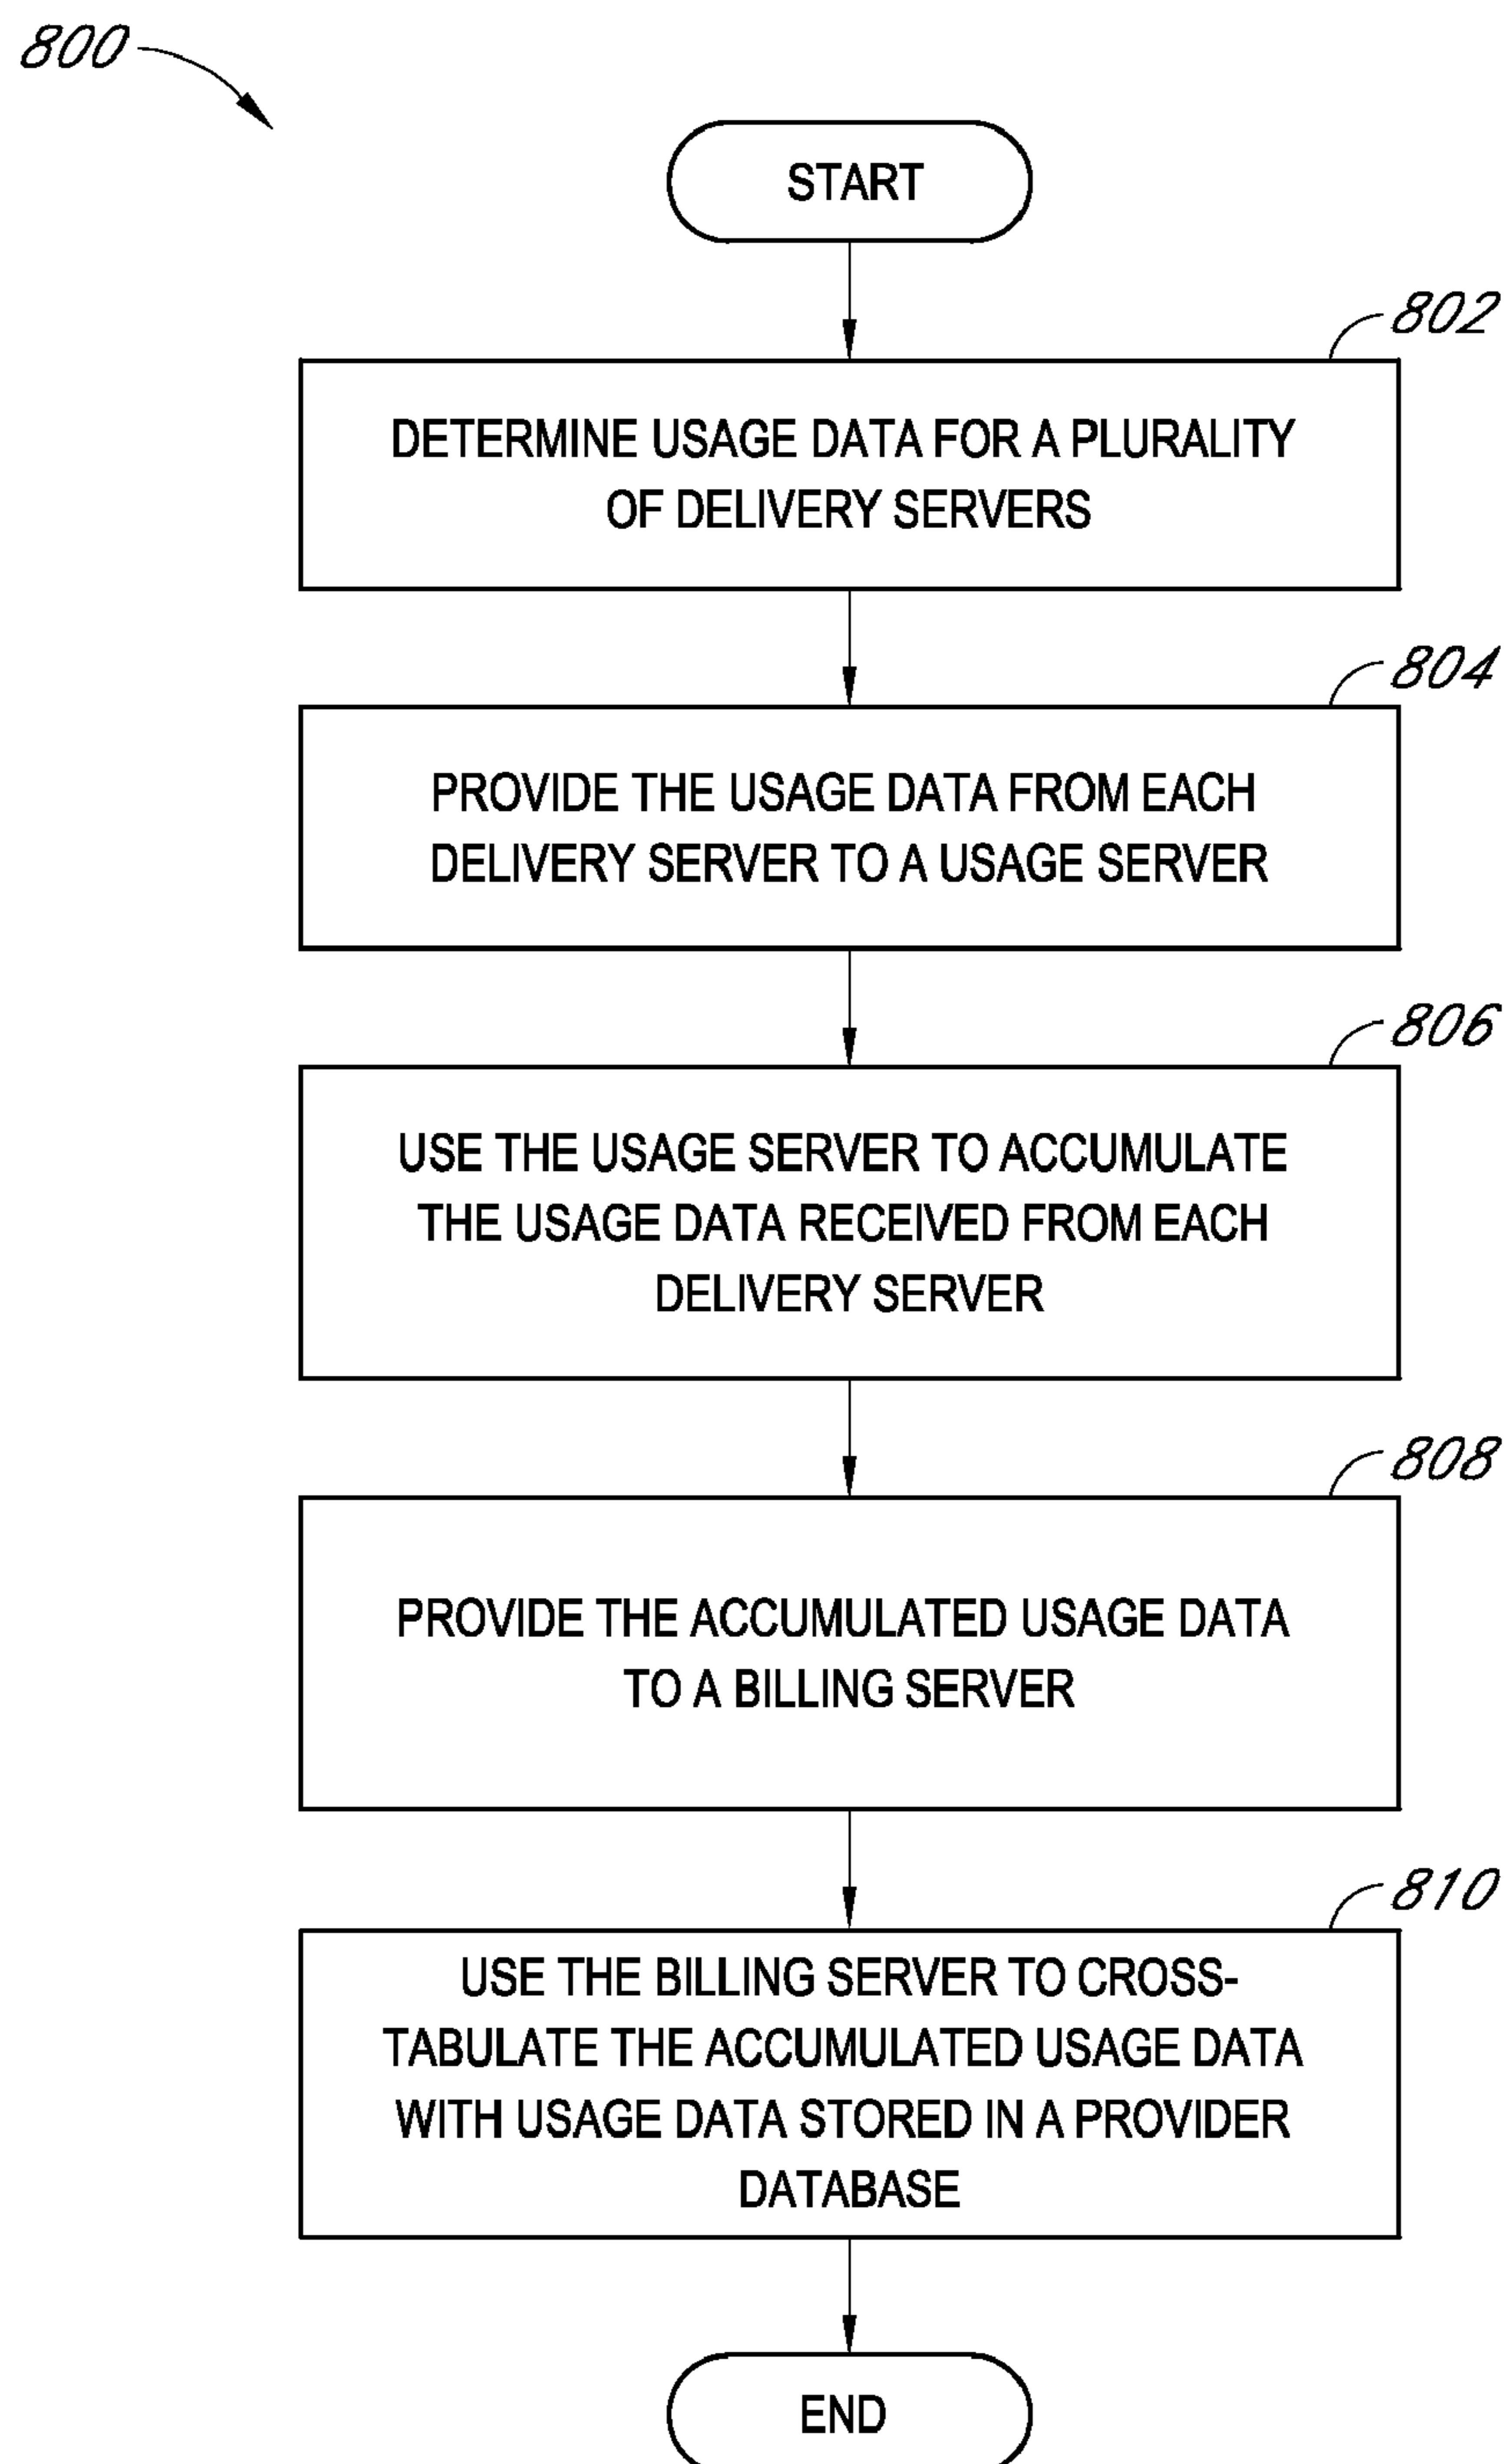 800
START
802
DETERMINE USAGE DATA FOR A PLURALITY
OF DELIVERY SERVERS
804
PROVIDE THE USAGE DATA FROM EACH
DELIVERY SERVER TO A USAGE SERVER
806
USE THE USAGE SERVER TO ACCUMULATE
THE USAGE DATA RECEIVED FROM EACH
DELIVERY SERVER
808
PROVIDE THE ACCUMULATED USAGE DATA
TO A BILLING SERVER
810
USE THE BILLING SERVER TO CROSS-
TABULATE THE ACCUMULATED USAGE DATA
WITH USAGE DATA STORED IN A PROVIDER
DATABASE
END